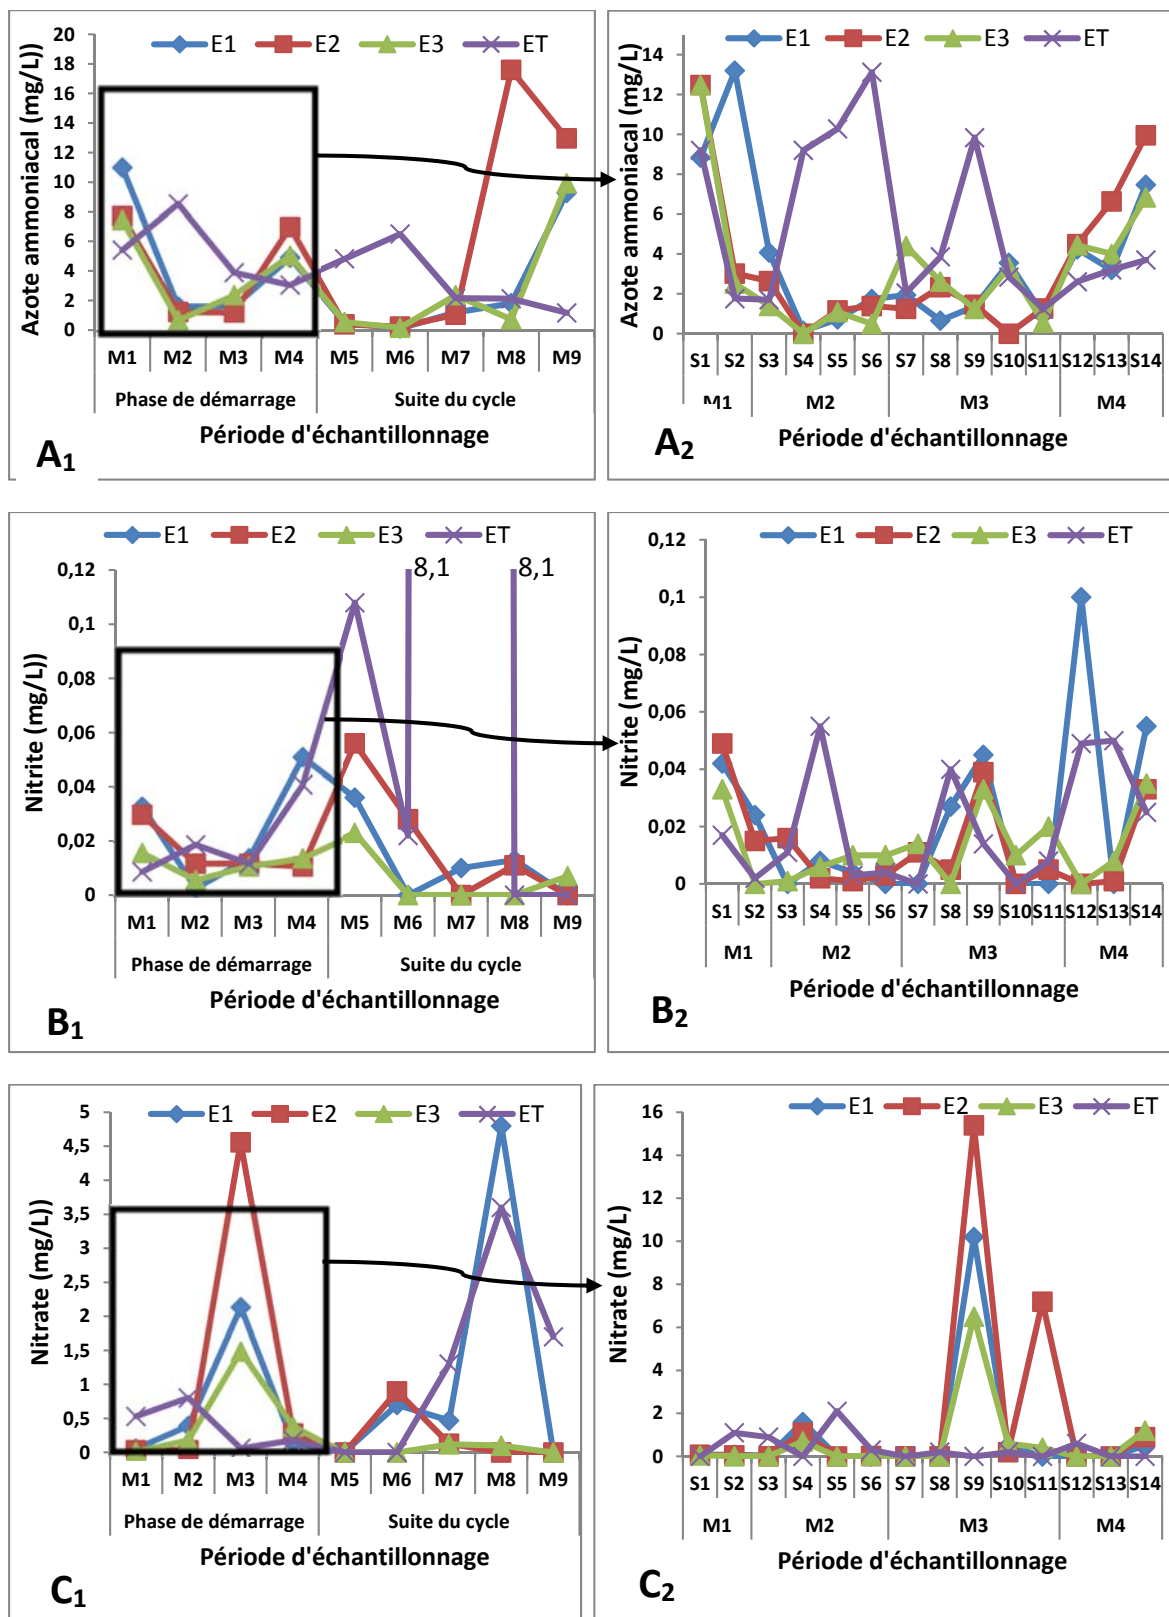 E1 E2 E3 ET
Azote ammoniacal (mg/L))
20
18
16
14
12
10
8
6
4
2
0
M1 M2 M3 M4 M5 M6 M7 M8 M9
Phase de démarrage Suite du cycle
Période d'échantillonnage
A1
E1 E2 E3 ET
Azote ammoniacal (mg/L)
14
12
10
8
6
4
2
0
S1 S2 S3 S4 S5 S6 S7 S8 S9 S10 S11 S12 S13 S14
M1 M2 M3 M4
Période d'échantillonnage
A2
E1 E2 E3 ET
8,1 8,1
Nitrite (mg/L))
0,12
0,1
0,08
0,06
0,04
0,02
0
M1 M2 M3 M4 M5 M6 M7 M8 M9
Phase de démarrage Suite du cycle
Période d'échantillonnage
B1
E1 E2 E3 ET
Nitrite (mg/L)
0,12
0,1
0,08
0,06
0,04
0,02
0
S1 S2 S3 S4 S5 S6 S7 S8 S9 S10 S11 S12 S13 S14
M1 M2 M3 M4
Période d'échantillonnage
B2
E1 E2 E3 ET
Nitrate (mg/L))
5
4,5
4
3,5
3
2,5
2
1,5
1
0,5
0
M1 M2 M3 M4 M5 M6 M7 M8 M9
Phase de démarrage Suite du cycle
Période d'échantillonnage
C1
E1 E2 E3 ET
Nitrate (mg/L)
16
14
12
10
8
6
4
2
0
S1 S2 S3 S4 S5 S6 S7 S8 S9 S10 S11 S12 S13 S14
M1 M2 M3 M4
Période d'échantillonnage
C2